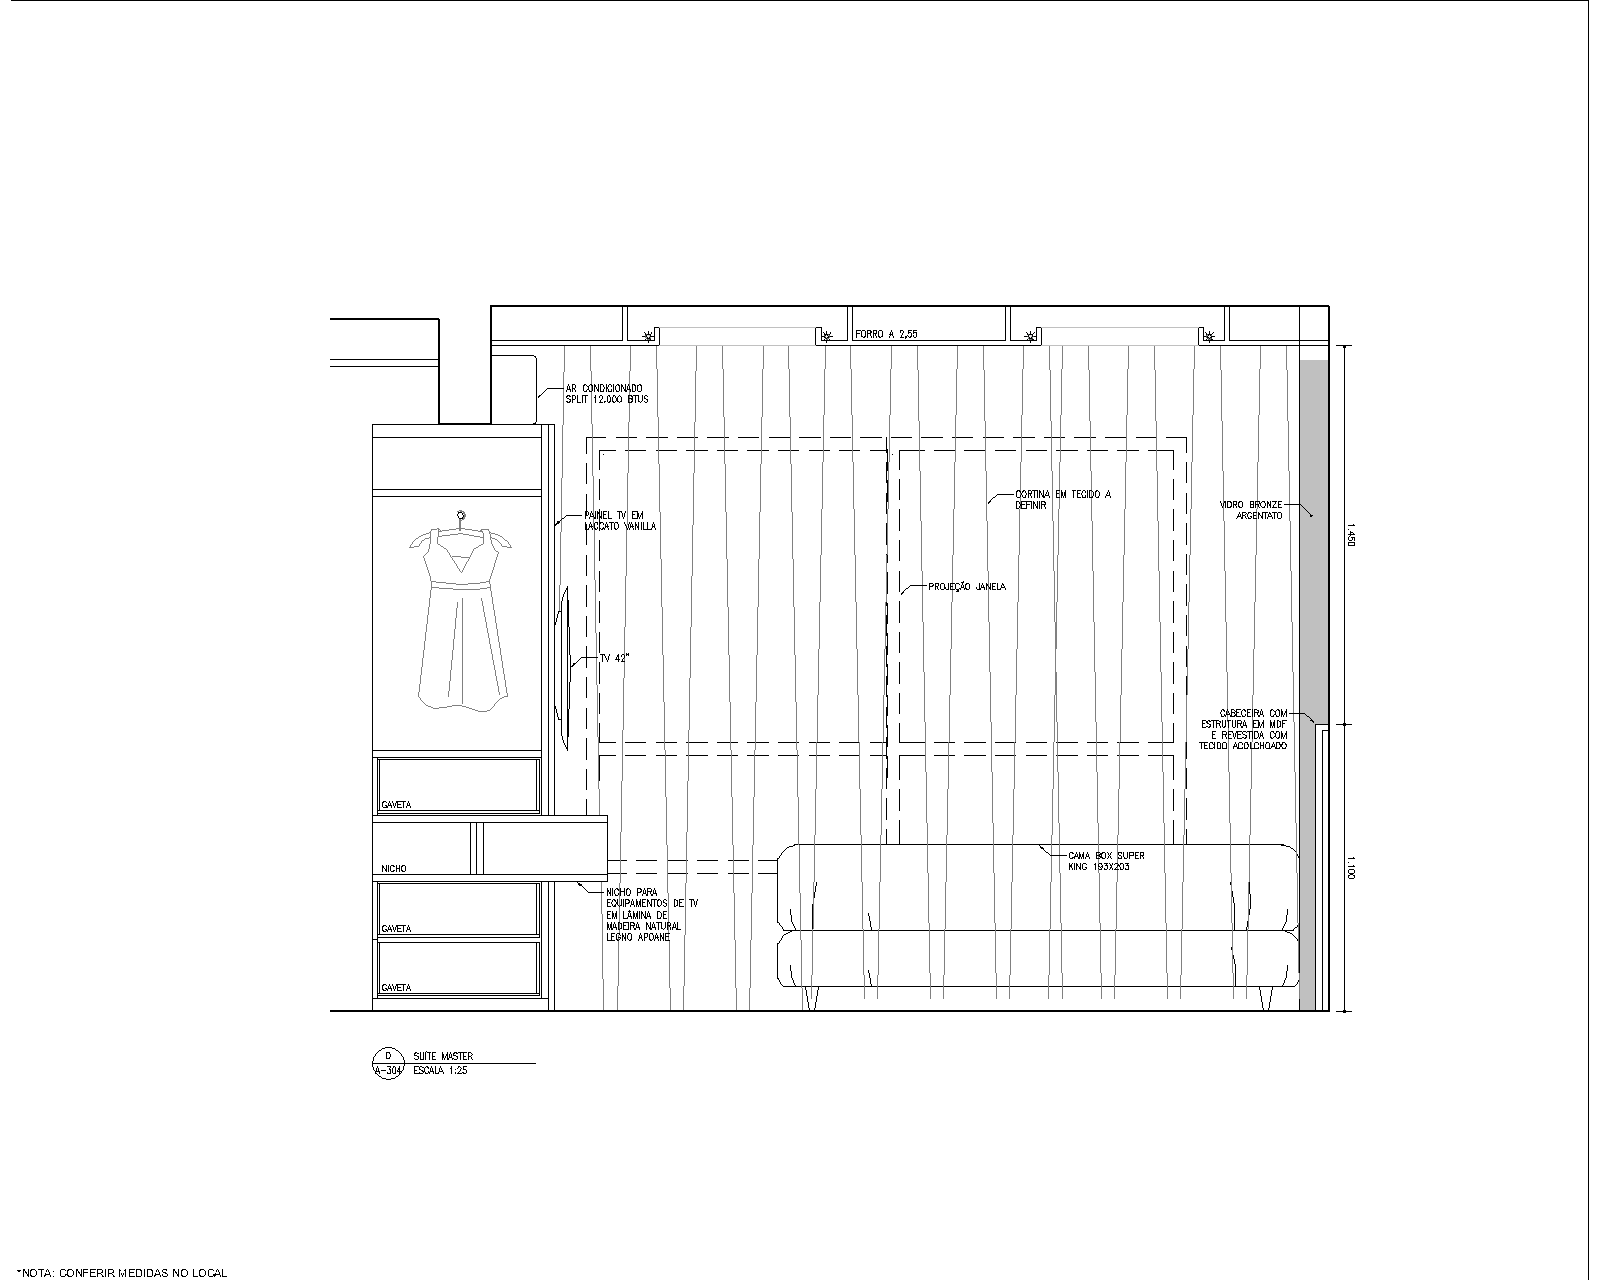 FORRO A 2,55
AR CONDICIONADO
SPLIT 12.000 BTUS
CORTINA EM TECIDO A
DEFINIR
VIDRO BRONZE
ARGENTATO
PAINEL TV EM
LACCATO VANILLA
1.450
PROJEÇÃO JANELA
TV 42"
CABECEIRA COM
ESTRUTURA EM MDF
E REVESTIDA COM
TECIDO ACOLCHOADO
GAVETA
CAMA BOX SUPER
KING 193X203
1.100
NICHO
NICHO PARA
EQUIPAMENTOS DE TV
EM LÂMINA DE
MADEIRA NATURAL
LEGNO APOANE
GAVETA
GAVETA
D
SUÍTE MASTER
A-304
ESCALA 1:25
*NOTA: CONFERIR MEDIDAS NO LOCAL